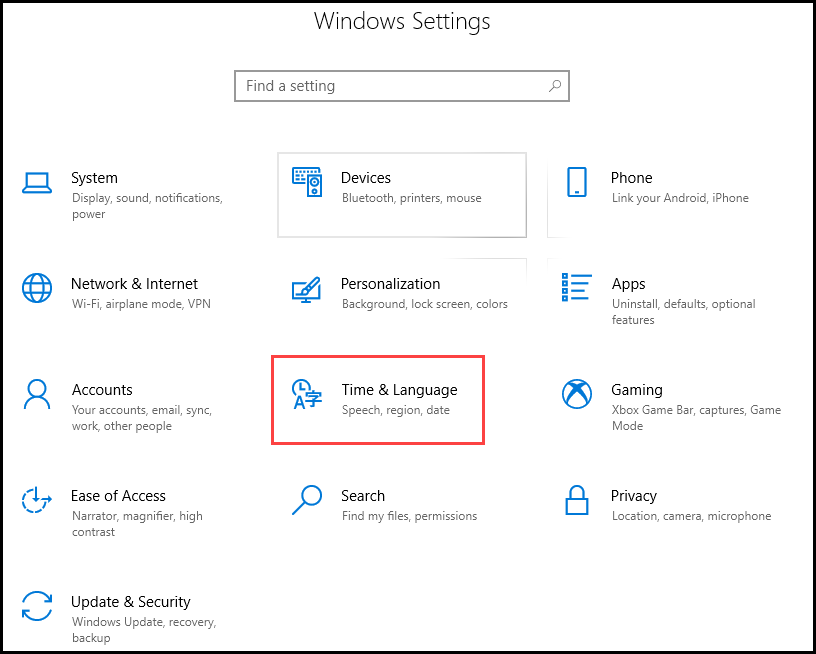 Windows Settings
Find a setting
System
Display, sound, notifications,
power
Devices
Bluetooth, printers, mouse
Phone
Link your Android, iPhone
Network & Internet
Wi-Fi, airplane mode, VPN
Personalization
Background, lock screen, colors
Apps
Uninstall, defaults, optional
features
Accounts
Your accounts, email, sync,
work, other people
Time & Language
Speech, region, date
Gaming
Xbox Game Bar, captures, Game
Mode
Ease of Access
Narrator, magnifier, high
contrast
Search
Find my files, permissions
Privacy
Location, camera, microphone
Update & Security
Windows Update, recovery,
backup